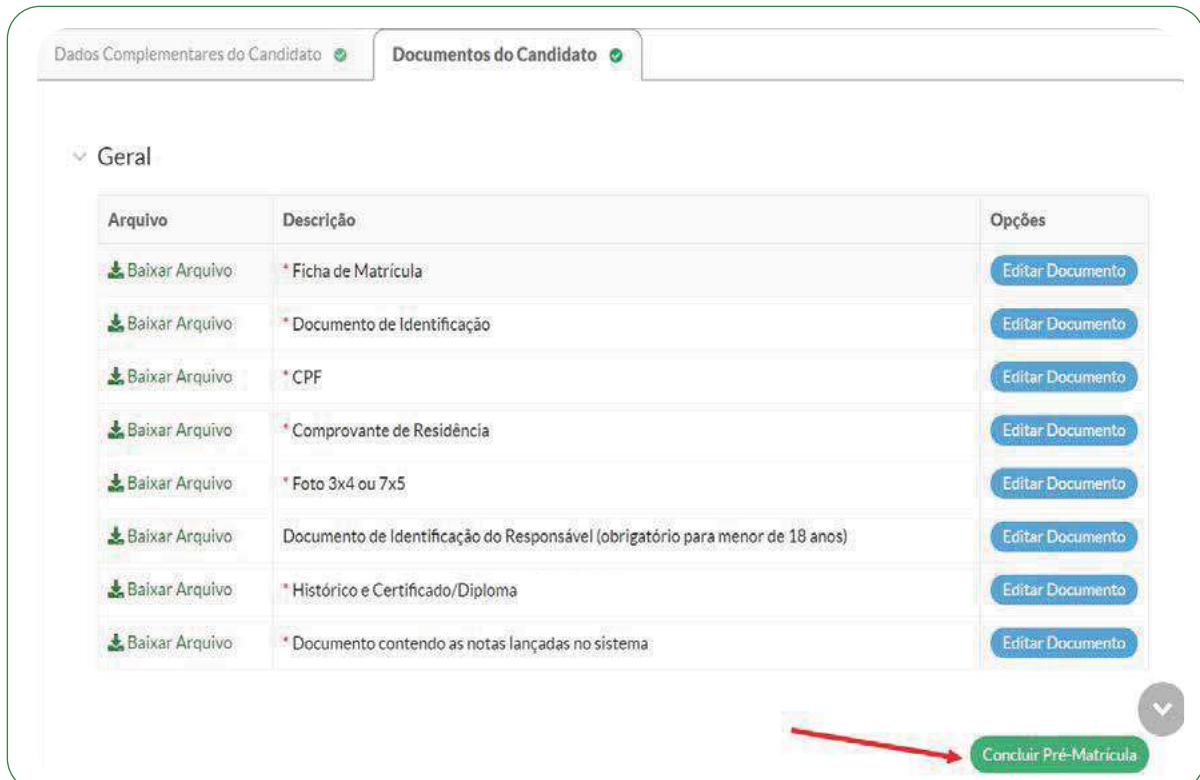 Dados Complementares do Candidato
Documentos do Candidato
Geral
Arquivo Descrição Opções
Baixar Arquivo * Ficha de Matrícula Editar Documento
Baixar Arquivo * Documento de Identificação Editar Documento
Baixar Arquivo * CPF Editar Documento
Baixar Arquivo * Comprovante de Residência Editar Documento
Baixar Arquivo * Foto 3x4 ou 7x5 Editar Documento
Baixar Arquivo Documento de Identificação do Responsável (obrigatório para menor de 18 anos) Editar Documento
Baixar Arquivo * Histórico e Certificado/Diploma Editar Documento
Baixar Arquivo * Documento contendo as notas lançadas no sistema Editar Documento
Concluir Pré-Matrícula